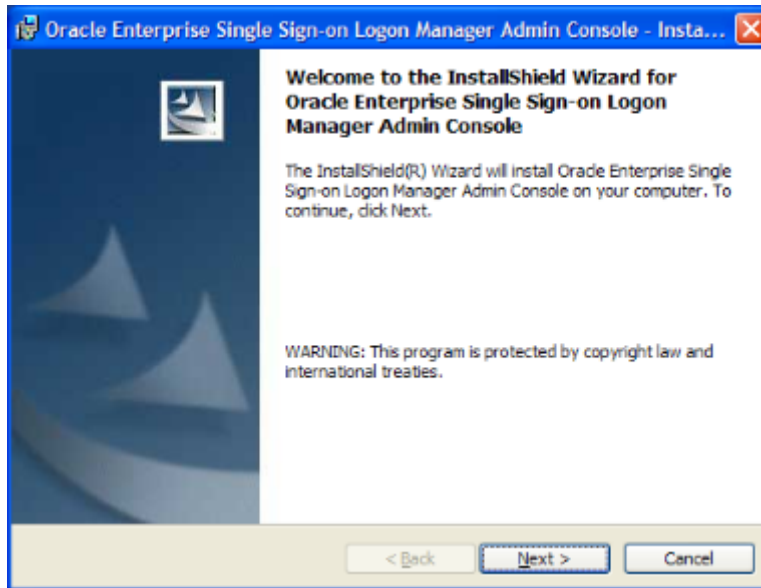 Oracle Enterprise Single Sign-on Logon Manager Admin Console - Insta...
Welcome to the InstallShield Wizard for
Oracle Enterprise Single Sign-on Logon
Manager Admin Console
The InstallShield(R) Wizard will install Oracle Enterprise Single
Sign-on Logon Manager Admin Console on your computer. To
continue, click Next.
WARNING: This program is protected by copyright law and
international treaties.
< Back Next > Cancel